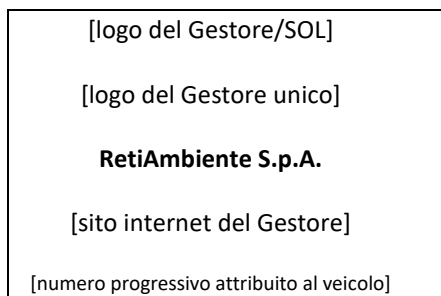 [logo del Gestore/SOL]
[logo del Gestore unico]
RetiAmbiente S.p.A.
[sito internet del Gestore]
[numero progressivo attribuito al veicolo]